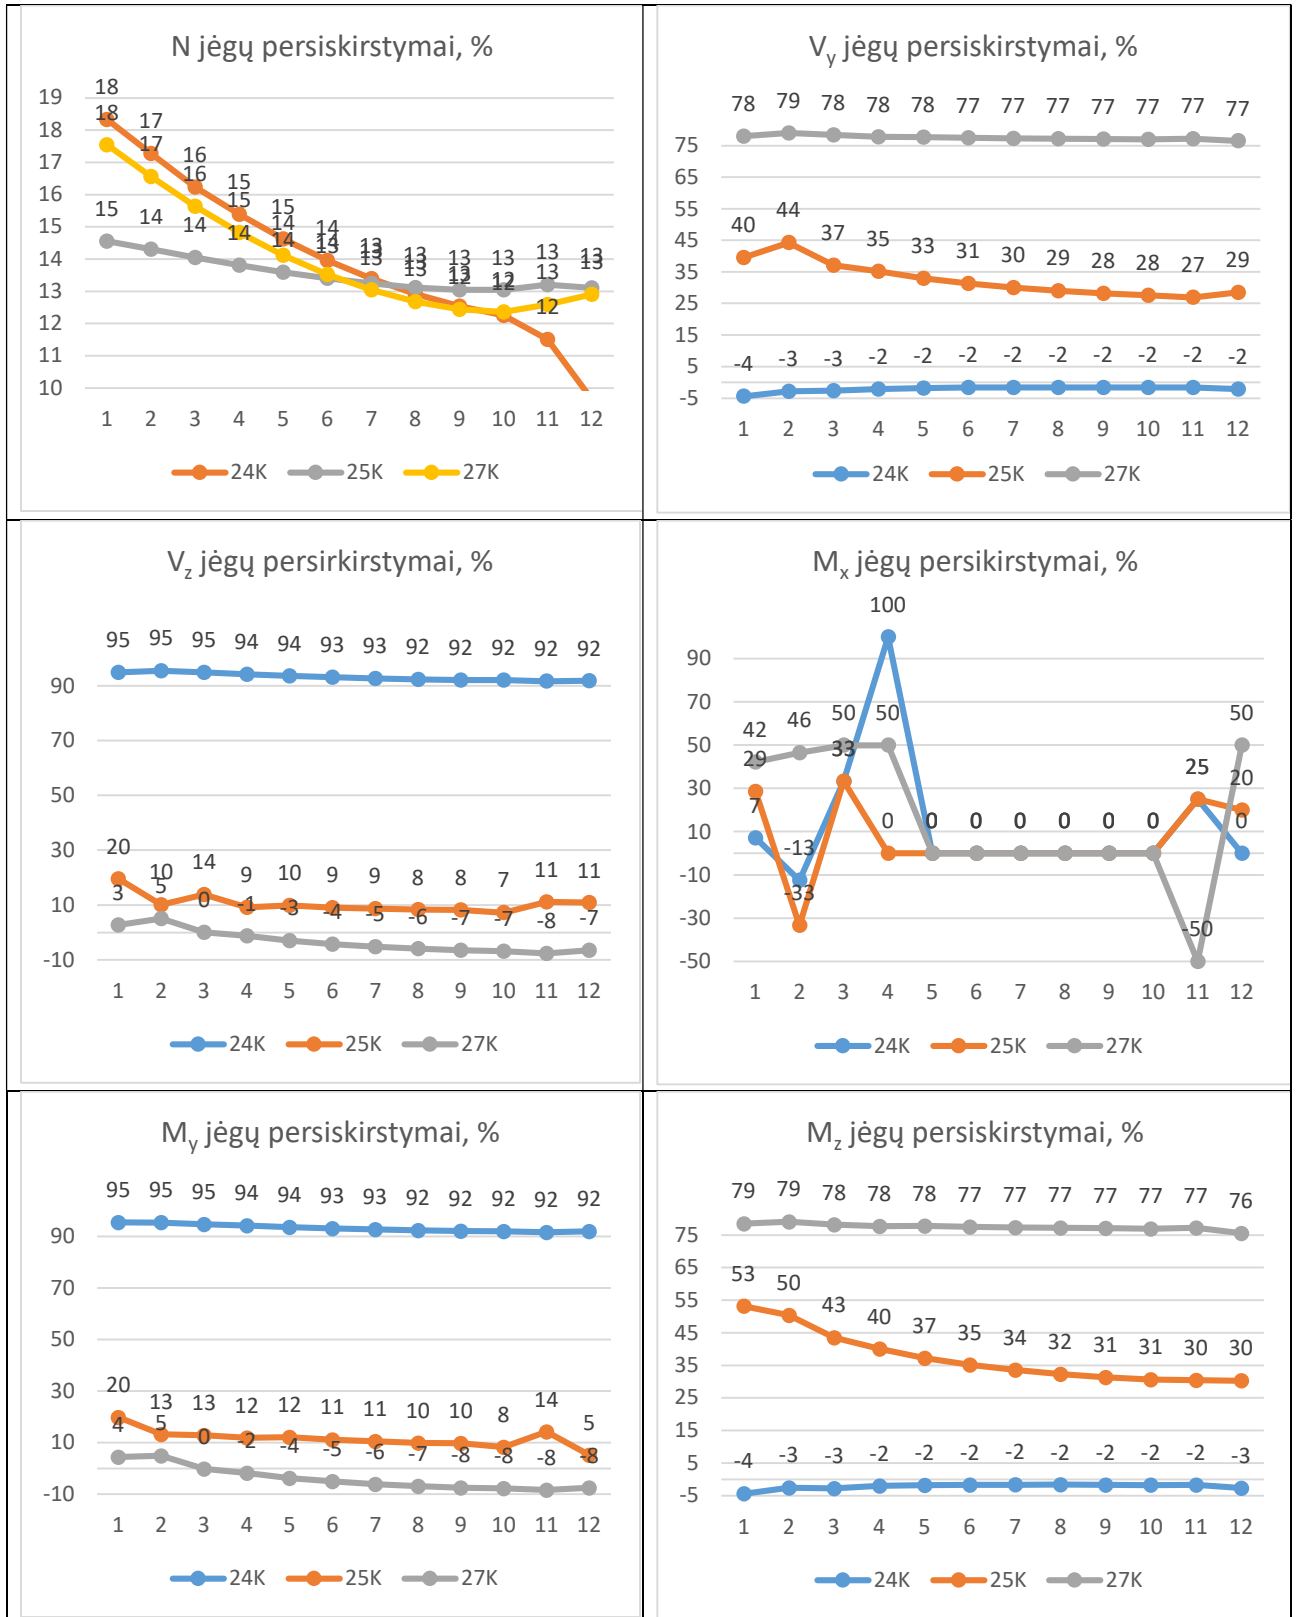 N jėgų persiskirstymai, %
18
19
18 18
17
17 17
16
16 16
15
15 15
15 14 14 14 14 14 14
15 14 13 13
14 13 13 13 13 13 13
13 12 12 13
12 12
11
10
1 2 3 4 5 6 7 8 9 10 11 12
24K 25K 27K
Vy jėgų persikirstymai, %
78 79 78 78 78 77 77 77 77 77 77 77
75
65
55
45 40 44 37 35 33 31 30 29 28 28 27 29
35
25
15
5 -4 -3 -3 -2 -2 -2 -2 -2 -2 -2 -2 -2
-5
1 2 3 4 5 6 7 8 9 10 11 12
24K 25K 27K
Vz jėgų persirkirstymai, %
95 95 95 94 94 93 93 92 92 92 92 92
90
70
50
30
20 10 14 9 10 9 9 8 8 7 11 11
10 3 5 0 -1 -3 -4 -5 -6 -7 -7 -8 -7
-10
1 2 3 4 5 6 7 8 9 10 11 12
24K 25K 27K
Mx jėgų persikirstymai, %
100
90
70
50 42 46 50 50 50
30 29 33 25 20
10 7 0 0 0 0 0 0 0 0
-10 -13
-30 -33
-50 -50
1 2 3 4 5 6 7 8 9 10 11 12
24K 25K 27K
My jėgų persiskirstymai, %
95 95 95 94 94 93 93 92 92 92 92 92
90
70
50
30
20 13 13 12 12 11 11 10 10 8 14 5
10 4 5 0 -2 -4 -5 -6 -7 -8 -8 -8 -8
-10
1 2 3 4 5 6 7 8 9 10 11 12
24K 25K 27K
Mz jėgų persiskirstymai, %
79 79 78 78 78 77 77 77 77 77 77 76
75
65
55 53 50 43 40 37 35 34 32 31 31 30 30
45
35
25
15
5 -4 -3 -3 -2 -2 -2 -2 -2 -2 -2 -2 -3
-5
1 2 3 4 5 6 7 8 9 10 11 12
24K 25K 27K